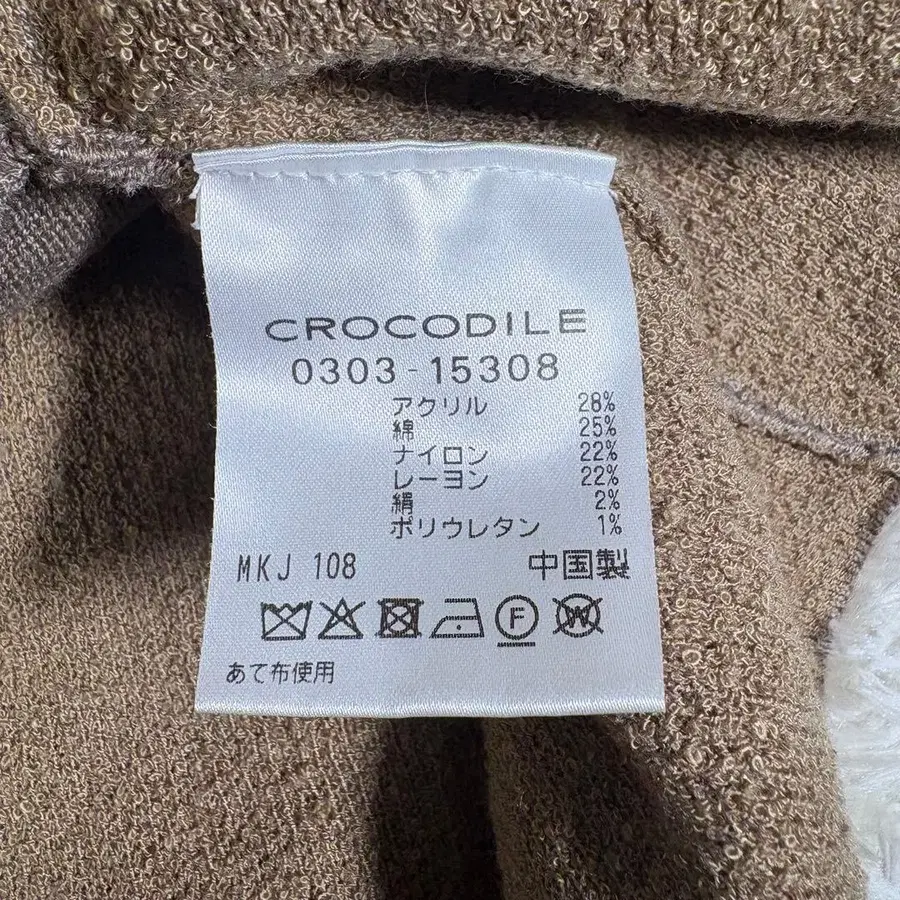 CROCODILE
0303-15308
アクリル 28%
綿 25%
ナイロン 22%
レーヨン 22%
絹 2%
ポリウレタン 1%
MKJ 108 中国製
F W
あて布使用